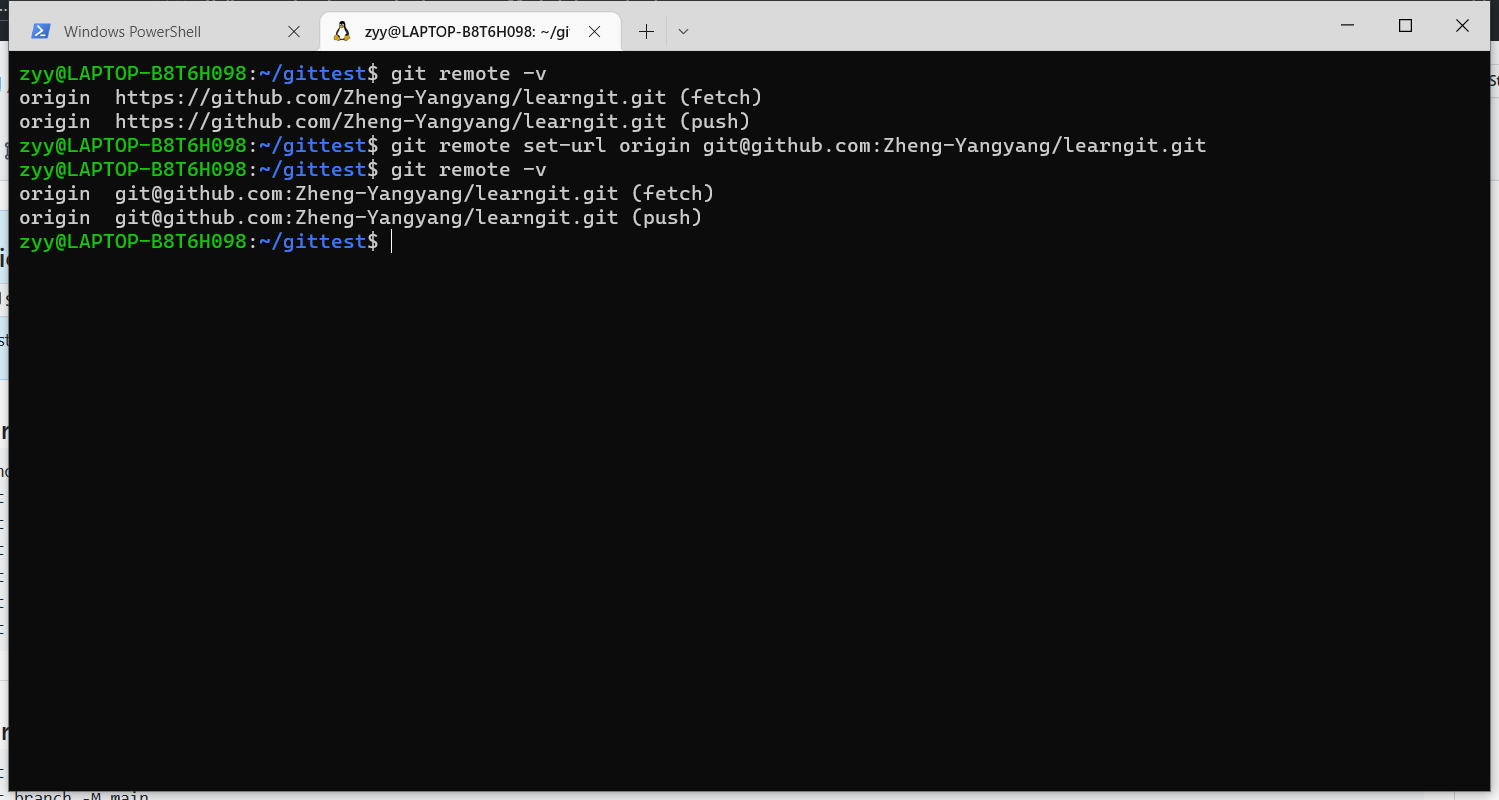 Windows PowerShell
zyy@LAPTOP-B8T6H098: ~/gi
zyy@LAPTOP-B8T6H098:~/gittest$ git remote -v
origin  https://github.com/Zheng-Yangyang/learngit.git (fetch)
origin  https://github.com/Zheng-Yangyang/learngit.git (push)
zyy@LAPTOP-B8T6H098:~/gittest$ git remote set-url origin git@github.com:Zheng-Yangyang/learngit.git
zyy@LAPTOP-B8T6H098:~/gittest$ git remote -v
origin  git@github.com:Zheng-Yangyang/learngit.git (fetch)
origin  git@github.com:Zheng-Yangyang/learngit.git (push)
zyy@LAPTOP-B8T6H098:~/gittest$
branch -M main